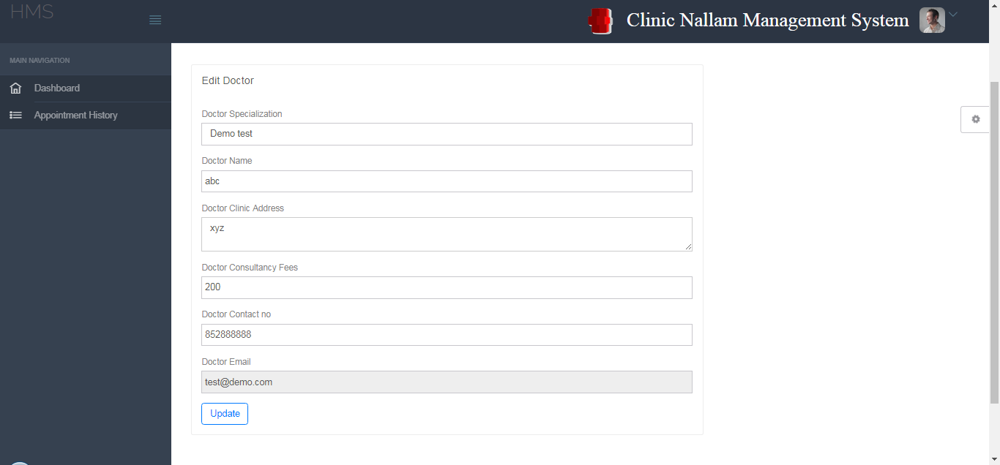 HMS
Clinic Nallam Management System
MAIN NAVIGATION
Dashboard
Appointment History
Edit Doctor
Doctor Specialization
Demo test
Doctor Name
abc
Doctor Clinic Address
xyz
Doctor Consultancy Fees
200
Doctor Contact no
852888888
Doctor Email
test@demo.com
Update